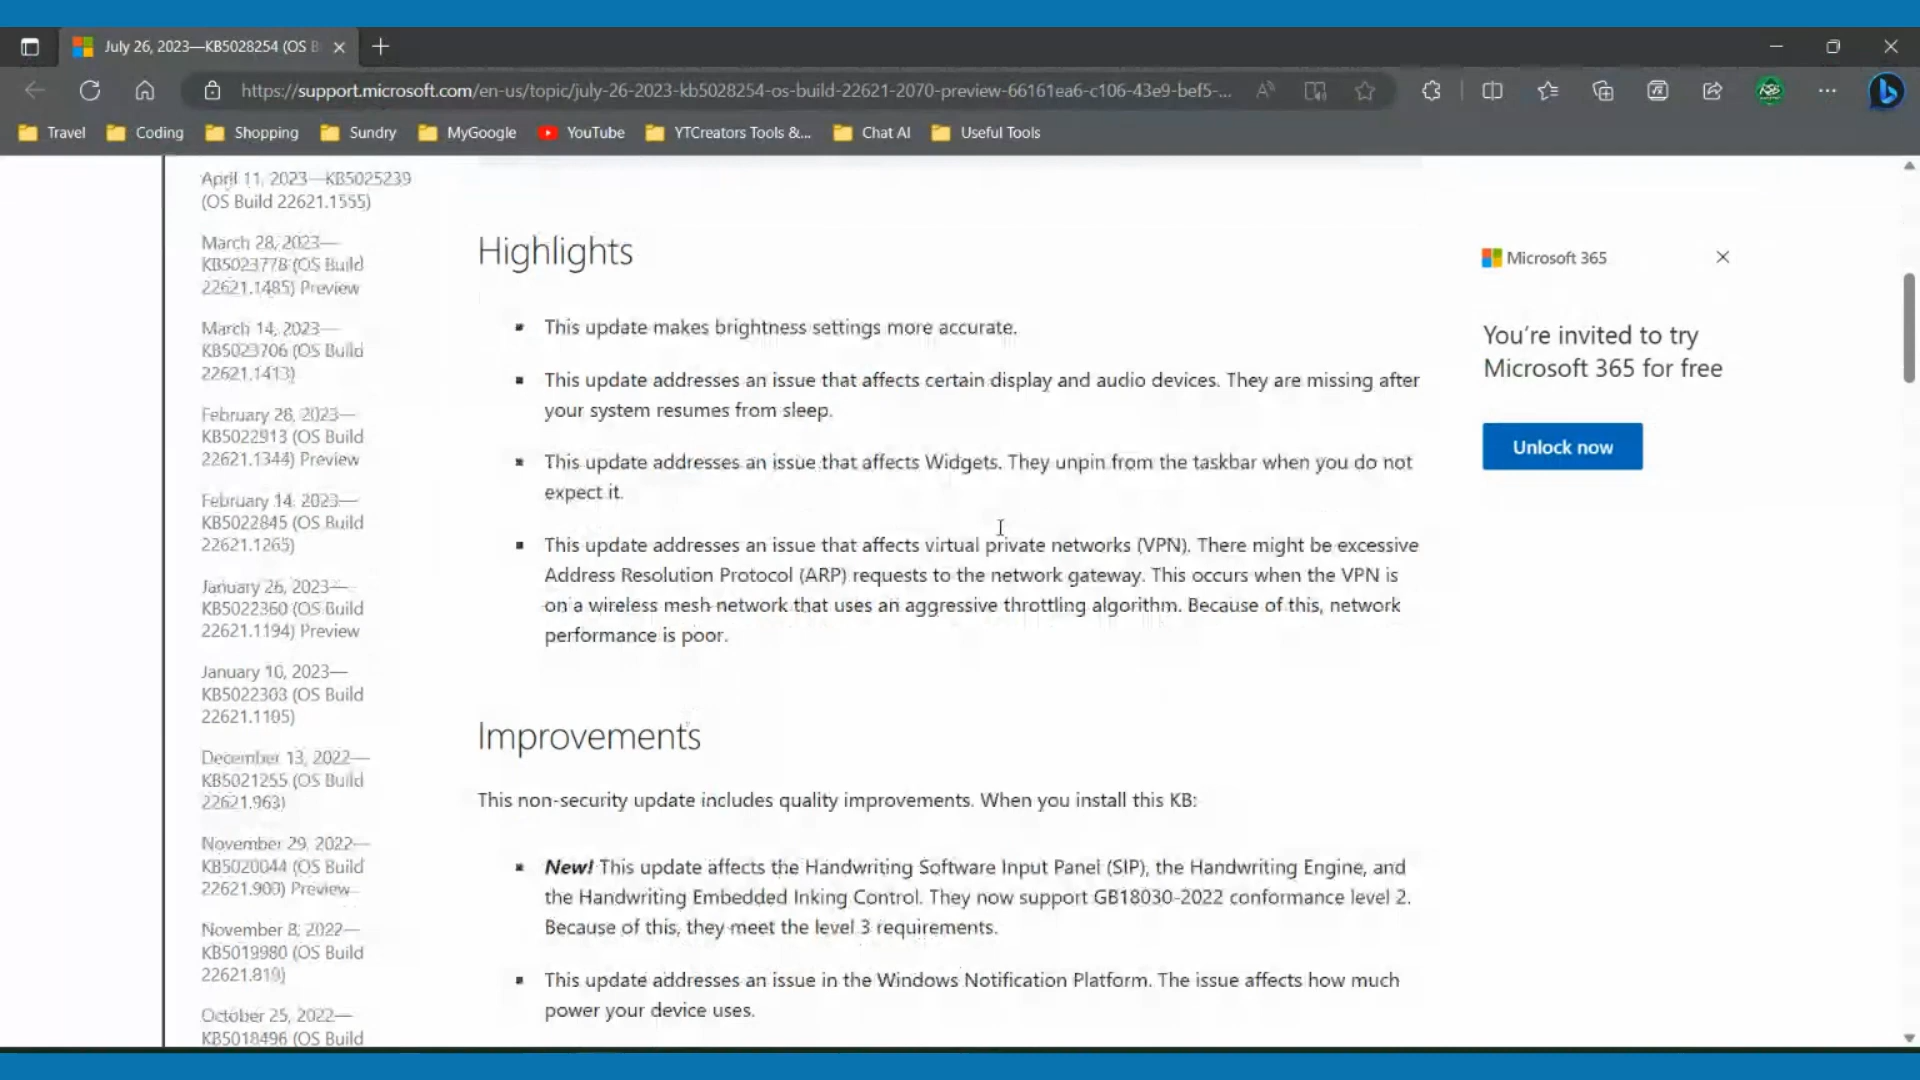 July 26, 2023—KB5028254 (OS B
https://support.microsoft.com/en-us/topic/july-26-2023-kb5028254-os-build-22621-2070-preview-66161ea6-c106-43e9-bef5-...
Travel
Coding
Shopping
Sundry
MyGoogle
YouTube
YTCreators Tools &...
Chat AI
Useful Tools
April 11, 2023—KB5025239
(OS Build 22621.1555)
March 28, 2023—
KB5023778 (OS Build
22621.1485) Preview
March 14, 2023—
KB5023706 (OS Build
22621.1413)
February 28, 2023—
KB5022913 (OS Build
22621.1344) Preview
February 14, 2023—
KB5022845 (OS Build
22621.1265)
January 26, 2023—
KB5022360 (OS Build
22621.1194) Preview
January 10, 2023—
KB5022303 (OS Build
22621.1105)
December 13, 2022—
KB5021255 (OS Build
22621.963)
November 29, 2022—
KB5020044 (OS Build
22621.900) Preview
November 8, 2022—
KB5019980 (OS Build
22621.819)
October 25, 2022—
KB5018496 (OS Build
Highlights
This update makes brightness settings more accurate.
This update addresses an issue that affects certain display and audio devices. They are missing after
your system resumes from sleep.
This update addresses an issue that affects Widgets. They unpin from the taskbar when you do not
expect it.
This update addresses an issue that affects virtual private networks (VPN). There might be excessive
Address Resolution Protocol (ARP) requests to the network gateway. This occurs when the VPN is
on a wireless mesh network that uses an aggressive throttling algorithm. Because of this, network
performance is poor.
Improvements
This non-security update includes quality improvements. When you install this KB:
New! This update affects the Handwriting Software Input Panel (SIP), the Handwriting Engine, and
the Handwriting Embedded Inking Control. They now support GB18030-2022 conformance level 2.
Because of this, they meet the level 3 requirements.
This update addresses an issue in the Windows Notification Platform. The issue affects how much
power your device uses.
Microsoft 365
You're invited to try
Microsoft 365 for free
Unlock now